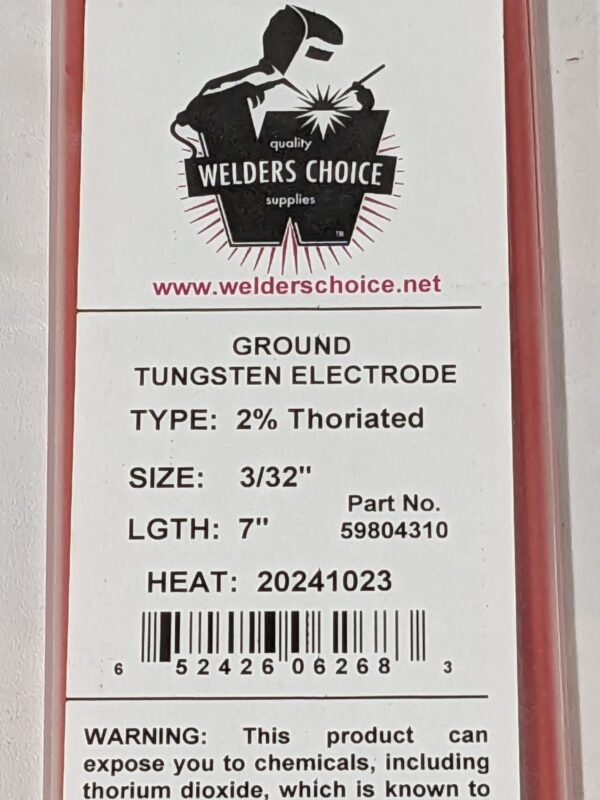 quality
WELDERS CHOICE
supplies
TM
www.welderschoice.net
GROUND
TUNGSTEN ELECTRODE
TYPE: 2% Thoriated
SIZE: 3/32"
LGTH: 7"
Part No.
59804310
HEAT: 20241023
6 52426 06268 3
WARNING: This product can
expose you to chemicals, including
thorium dioxide, which is known to